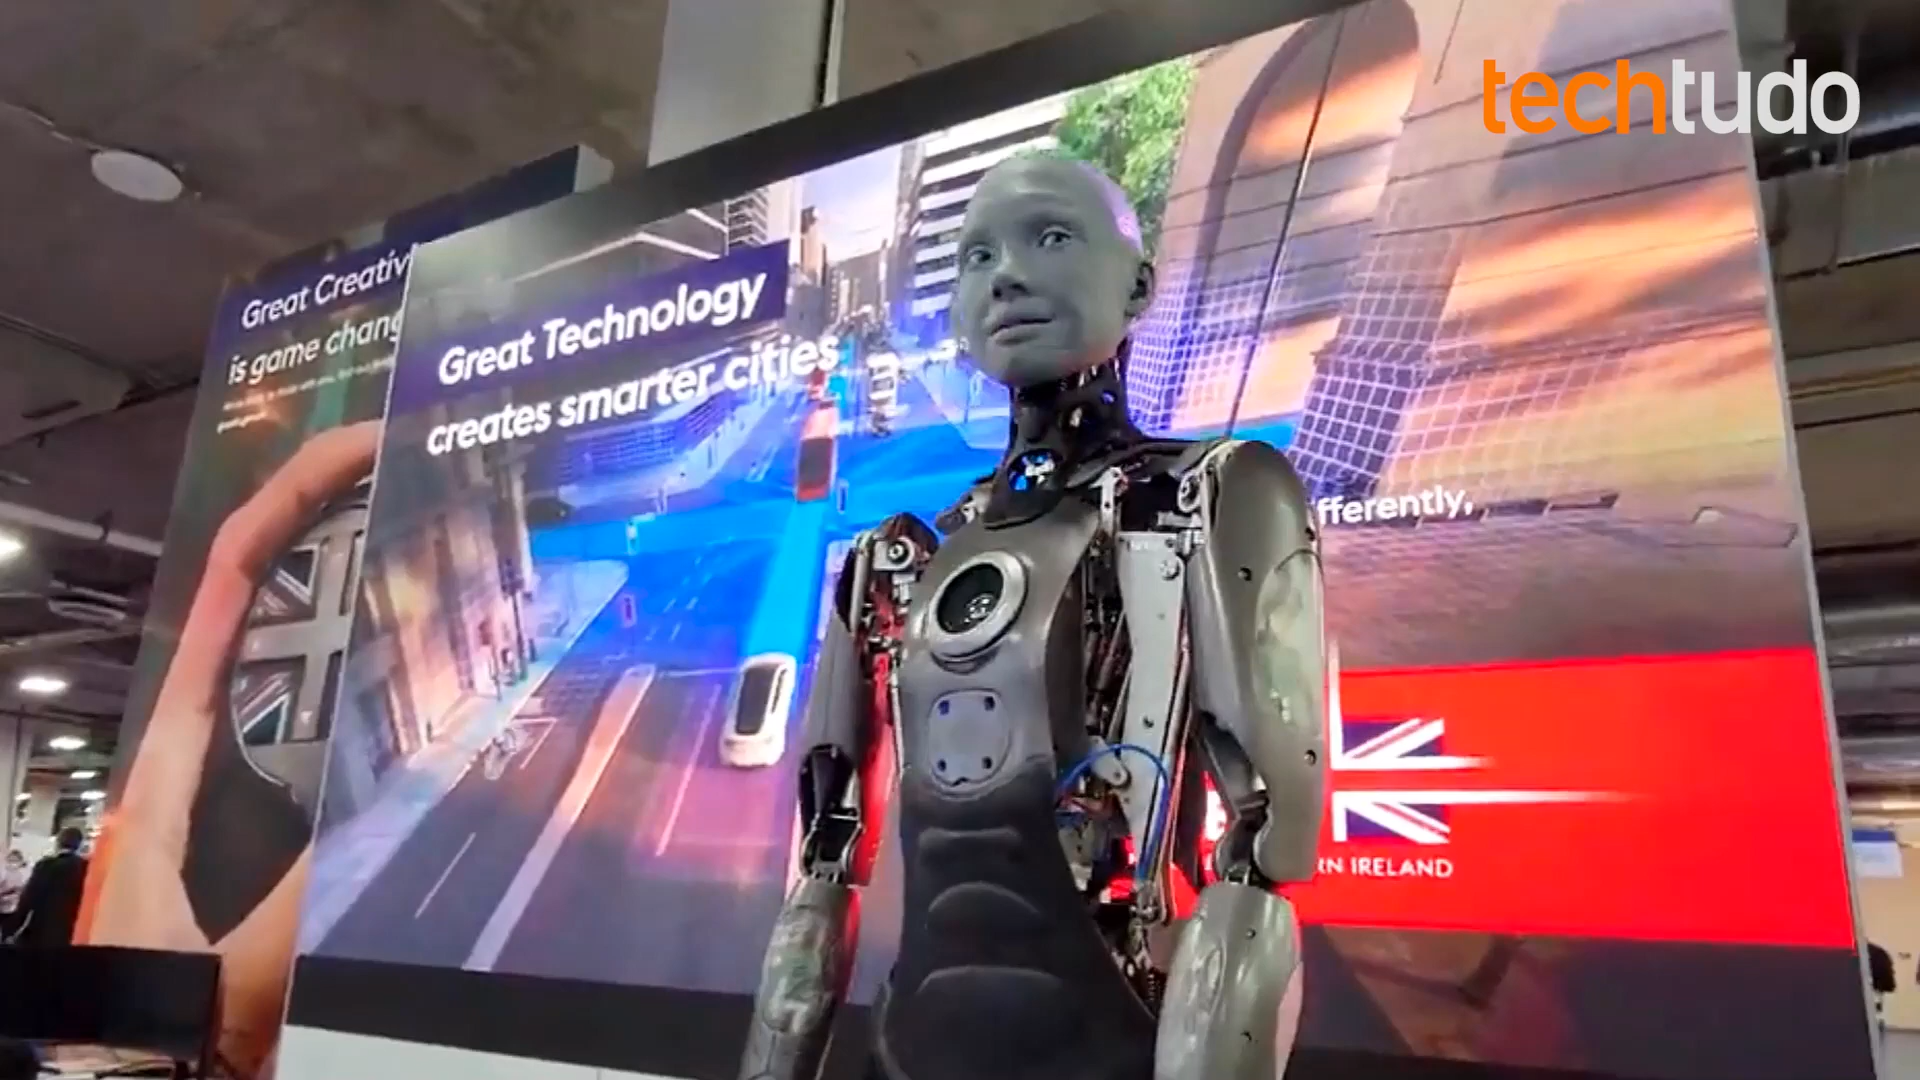 techtudo
Great Creativ
is game chang
Great Technology
creates smarter cities
fferently,
RN IRELAND